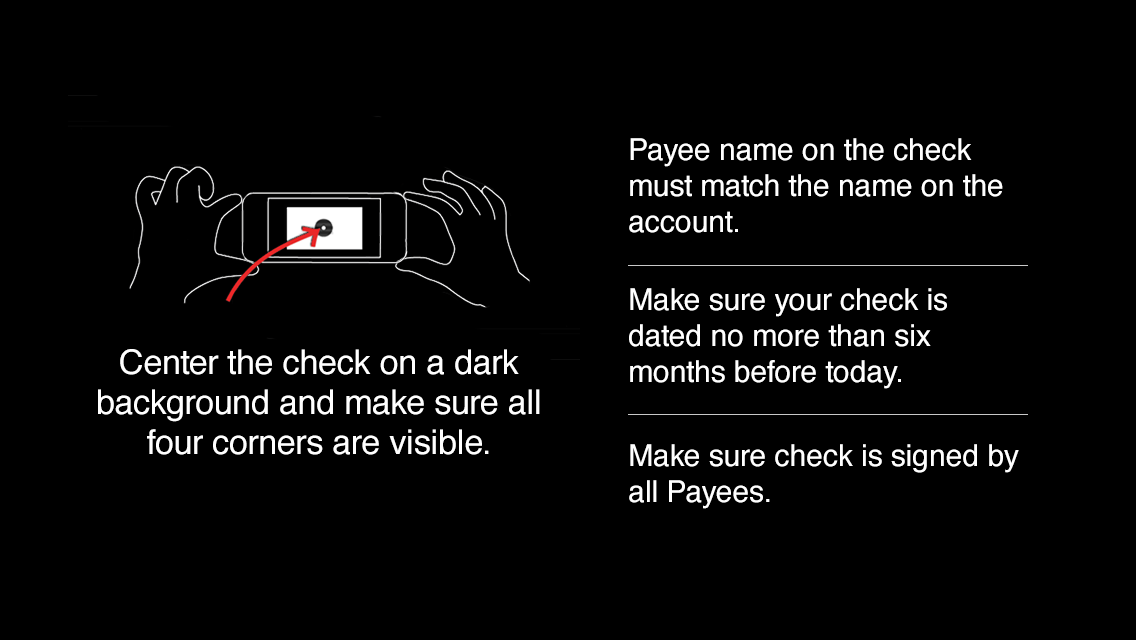 Center the check on a dark
background and make sure all
four corners are visible.
Payee name on the check
must match the name on the
account.
Make sure your check is
dated no more than six
months before today.
Make sure check is signed by
all Payees.